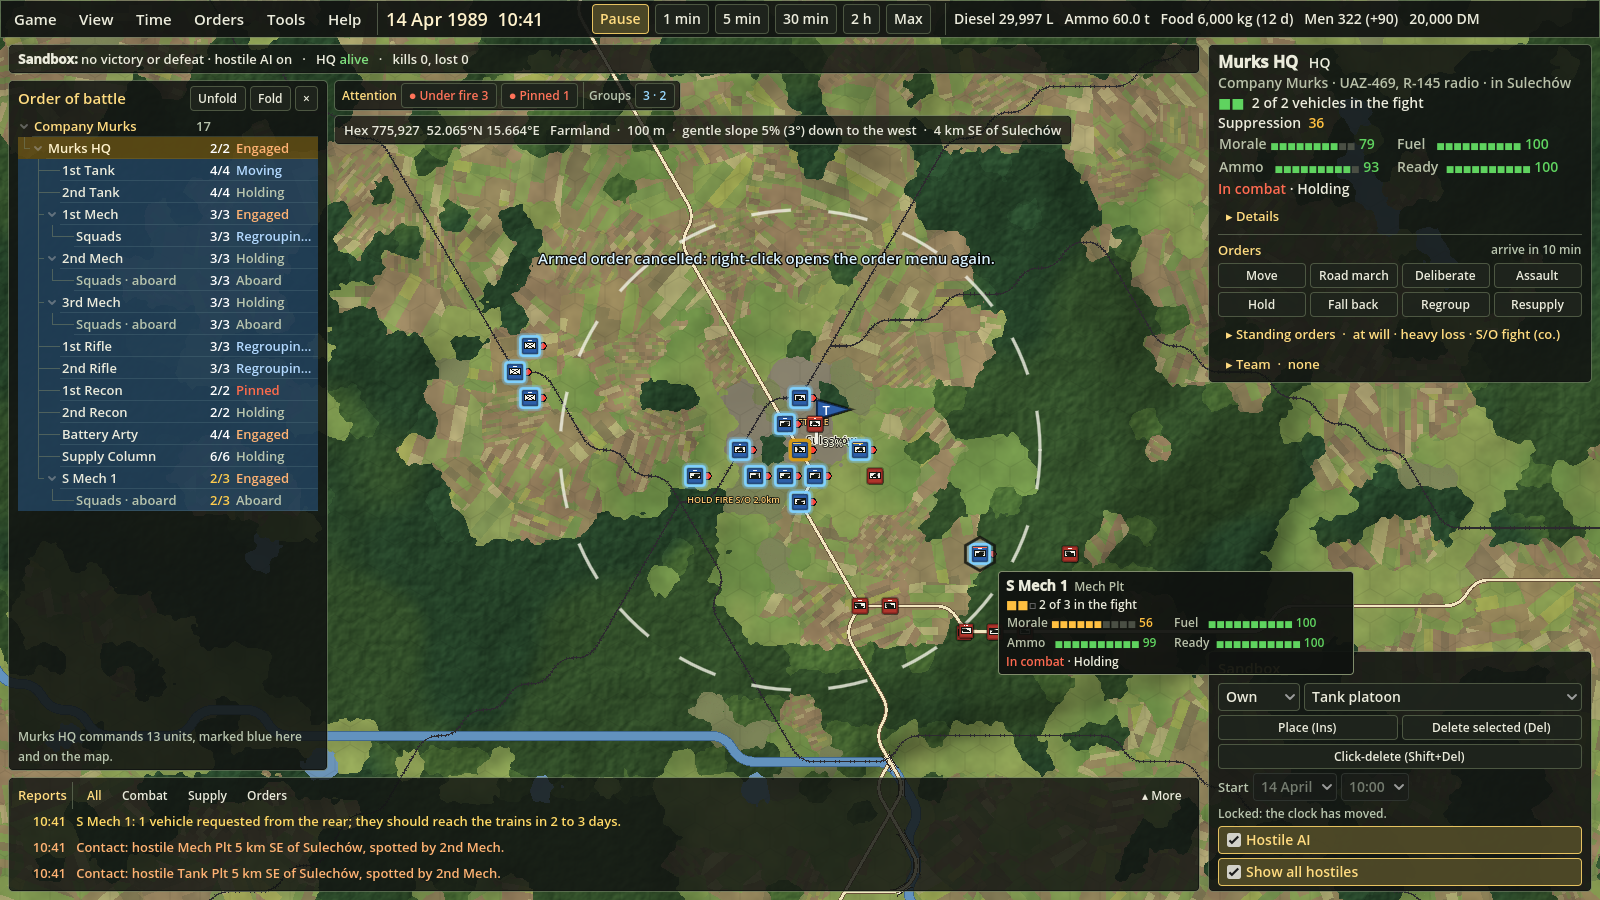 Game View Time Orders Tools Help 14 Apr 1989 10:41 Pause 1 min 5 min 30 min 2 h Max Diesel 29,997 L Ammo 60.0 t Food 6,000 kg (12 d) Men 322 (+90) 20,000 DM
Sandbox: no victory or defeat · hostile AI on · HQ alive · kills 0, lost 0
Order of battle Unfold Fold ×
Company Murks 17
Murks HQ 2/2 Engaged
1st Tank 4/4 Moving
2nd Tank 4/4 Holding
1st Mech 3/3 Engaged
Squads 3/3 Regroupin...
2nd Mech 3/3 Holding
Squads · aboard 3/3 Aboard
3rd Mech 3/3 Holding
Squads · aboard 3/3 Aboard
1st Rifle 3/3 Regroupin...
2nd Rifle 3/3 Regroupin...
1st Recon 2/2 Pinned
2nd Recon 2/2 Holding
Battery Arty 4/4 Engaged
Supply Column 6/6 Holding
S Mech 1 2/3 Engaged
Squads · aboard 2/3 Aboard
Murks HQ commands 13 units, marked blue here
and on the map.
Attention • Under fire 3 • Pinned 1 Groups 3 · 2
Hex 775,927 52.065°N 15.664°E Farmland · 100 m · gentle slope 5% (3°) down to the west · 4 km SE of Sulechów
Armed order cancelled: right-click opens the order menu again.
T
HOLD FIRE S/O 2.0km
S Mech 1 Mech Plt
2 of 3 in the fight
Morale 56 Fuel 100
Ammo 99 Ready 100
In combat · Holding
Murks HQ HQ
Company Murks · UAZ-469, R-145 radio · in Sulechów
2 of 2 vehicles in the fight
Suppression 36
Morale 79 Fuel 100
Ammo 93 Ready 100
In combat · Holding
▸ Details
Orders arrive in 10 min
Move Road march Deliberate Assault
Hold Fall back Regroup Resupply
▸ Standing orders · at will · heavy loss · S/O fight (co.)
▸ Team · none
Sandbox
Own Tank platoon
Place (Ins) Delete selected (Del)
Click-delete (Shift+Del)
Start 14 April 10:00
Locked: the clock has moved.
Hostile AI
Show all hostiles
Reports All Combat Supply Orders ▴ More
10:41 S Mech 1: 1 vehicle requested from the rear; they should reach the trains in 2 to 3 days.
10:41 Contact: hostile Mech Plt 5 km SE of Sulechów, spotted by 2nd Mech.
10:41 Contact: hostile Tank Plt 5 km SE of Sulechów, spotted by 2nd Mech.